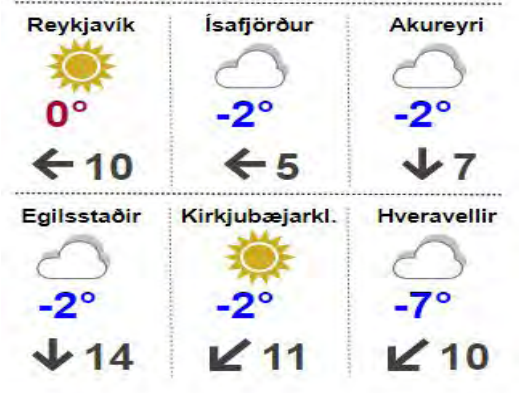 Reykjavík Ísafjörður Akureyri
0° -2° -2°
10 5 7
Egilsstaðir Kirkjubæjarkl. Hveravellir
-2° -2° -7°
14 11 10